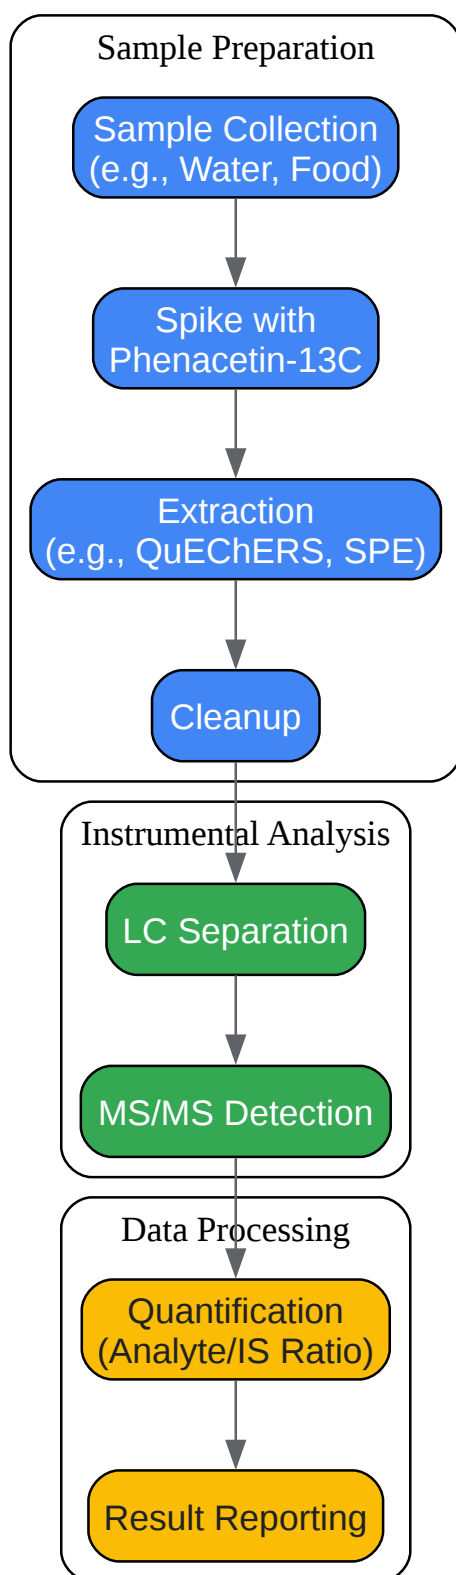 Sample Preparation
Sample Collection
(e.g., Water, Food)
Spike with
Phenacetin-13C
Extraction
(e.g., QuEChERS, SPE)
Cleanup
Instrumental Analysis
LC Separation
MS/MS Detection
Data Processing
Quantification
(Analyte/IS Ratio)
Result Reporting